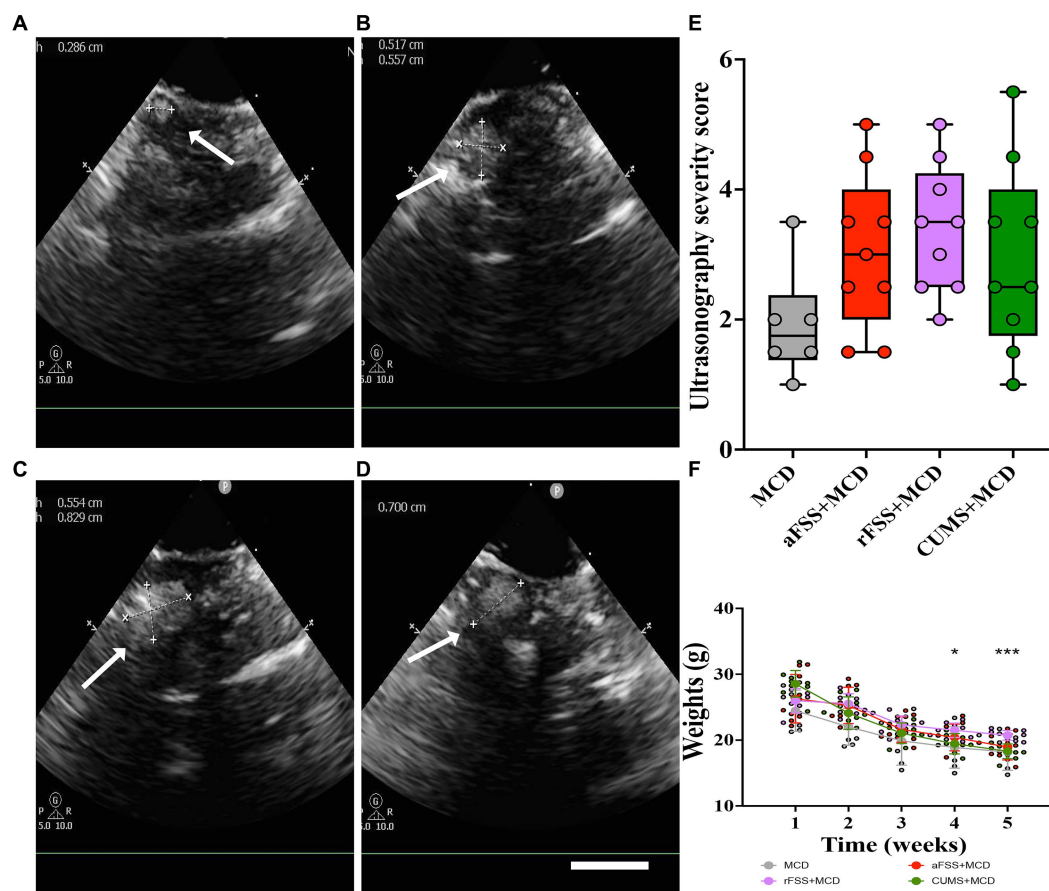 A
h 0.286 cm
P G R
5.0 10.0
B
N
0.517 cm
0.557 cm
P G R
5.0 10.0
C
P
h 0.554 cm
h 0.829 cm
P G R
5.0 10.0
D
P
0.700 cm
P G R
5.0 10.0
E
Ultrasonography severity score
6
4
2
0
MCD
aFSS+MCD
rFSS+MCD
CUMS+MCD
F
Weights (g)
40
30
20
10
* ***
1 2 3 4 5
Time (weeks)
MCD aFSS+MCD
rFSS+MCD CUMS+MCD